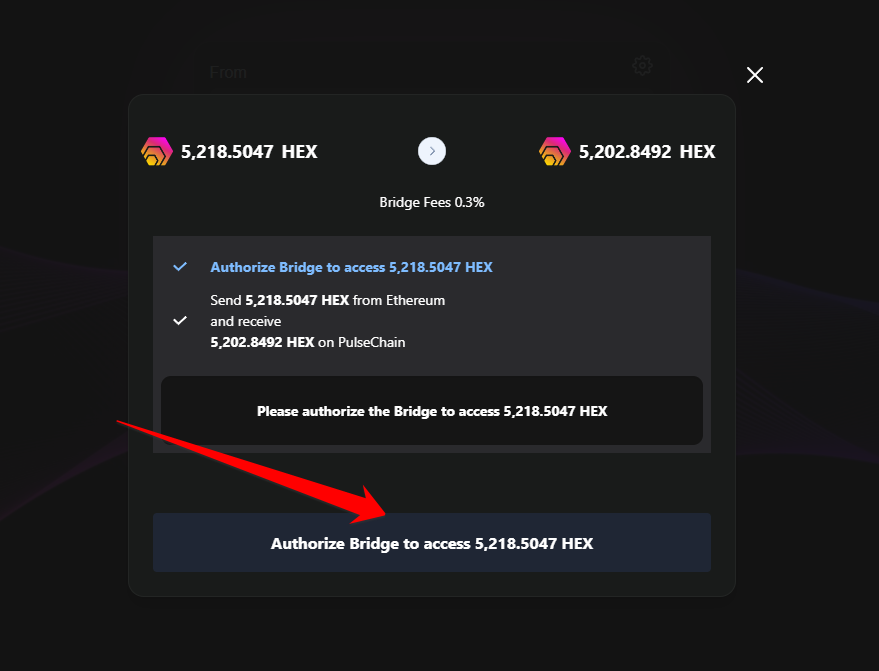 From
5,218.5047 HEX
5,202.8492 HEX
Bridge Fees 0.3%
Authorize Bridge to access 5,218.5047 HEX
Send 5,218.5047 HEX from Ethereum
and receive
5,202.8492 HEX on PulseChain
Please authorize the Bridge to access 5,218.5047 HEX
Authorize Bridge to access 5,218.5047 HEX